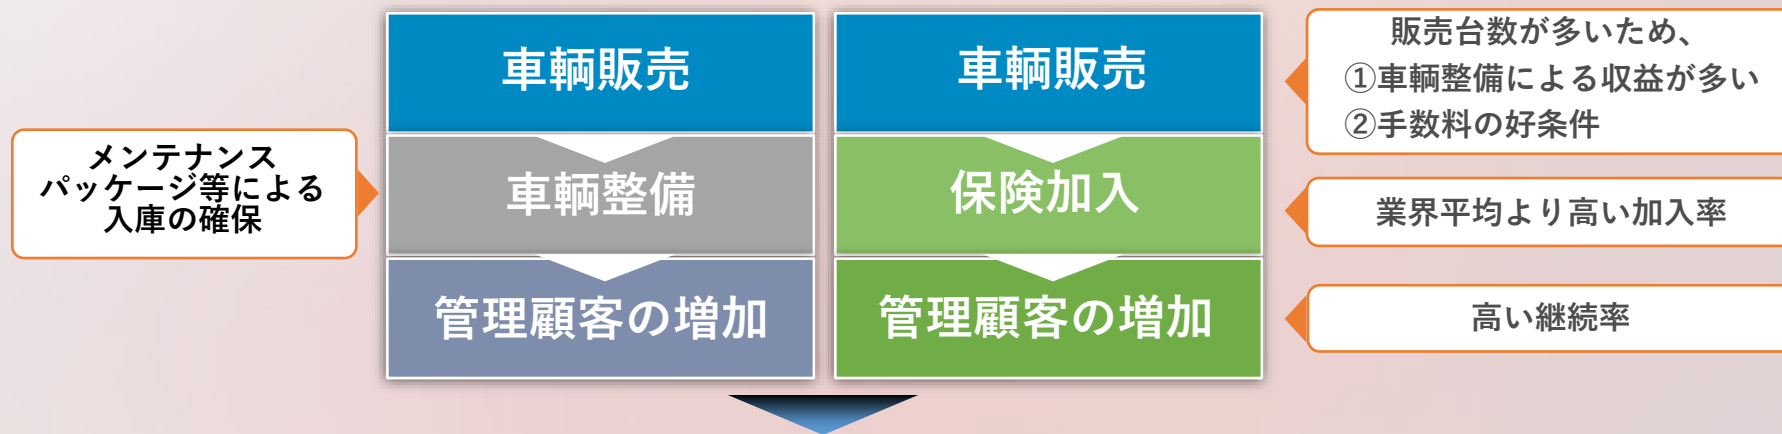 メンテナンス
パッケージ等による
入庫の確保
車輌販売
車輌整備
管理顧客の増加
車輌販売
保険加入
管理顧客の増加
販売台数が多いため、
①車輌整備による収益が多い
②手数料の好条件
業界平均より高い加入率
高い継続率